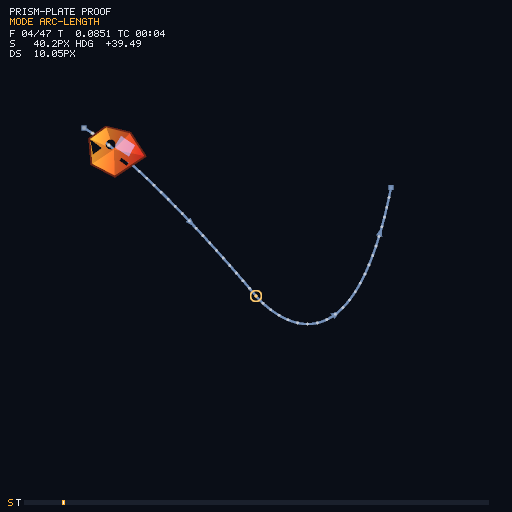 PRISM-PLATE PROOF
MODE ARC-LENGTH
F 04/47 T  0.0851 TC 00:04
S   40.2PX HDG  +39.49
DS  10.05PX
ST